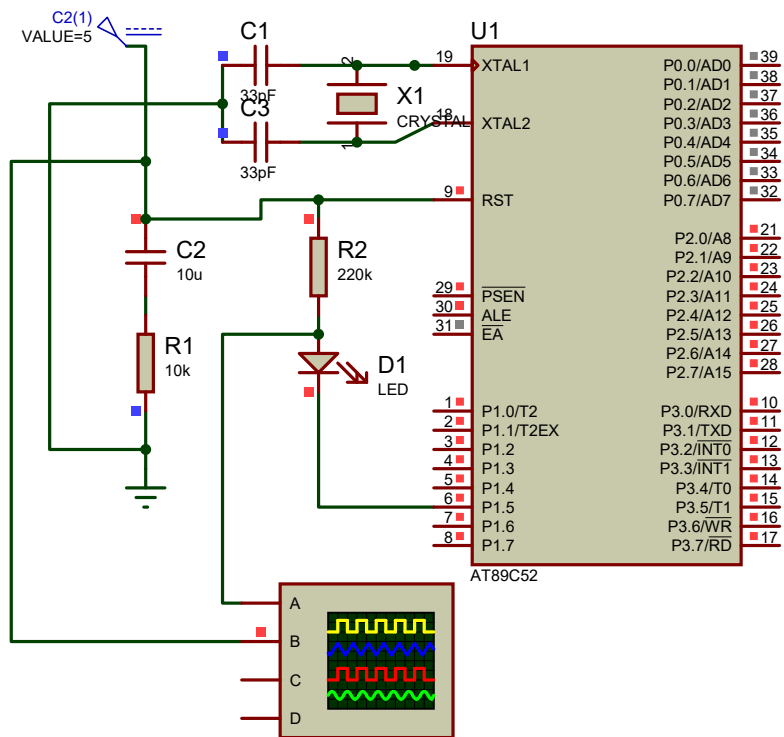 C2(1)
VALUE=5
C1
33pF
C3
33pF
2
X1
CRYSTAL
1
U1
19
XTAL1
18
XTAL2
9
RST
29
PSEN
30
ALE
31
EA
1
P1.0/T2
2
P1.1/T2EX
3
P1.2
4
P1.3
5
P1.4
6
P1.5
7
P1.6
8
P1.7
P0.0/AD0
39
P0.1/AD1
38
P0.2/AD2
37
P0.3/AD3
36
P0.4/AD4
35
P0.5/AD5
34
P0.6/AD6
33
P0.7/AD7
32
P2.0/A8
21
P2.1/A9
22
P2.2/A10
23
P2.3/A11
24
P2.4/A12
25
P2.5/A13
26
P2.6/A14
27
P2.7/A15
28
P3.0/RXD
10
P3.1/TXD
11
P3.2/INT0
12
P3.3/INT1
13
P3.4/T0
14
P3.5/T1
15
P3.6/WR
16
P3.7/RD
17
AT89C52
C2
10u
R1
10k
R2
220k
D1
LED
A
B
C
D